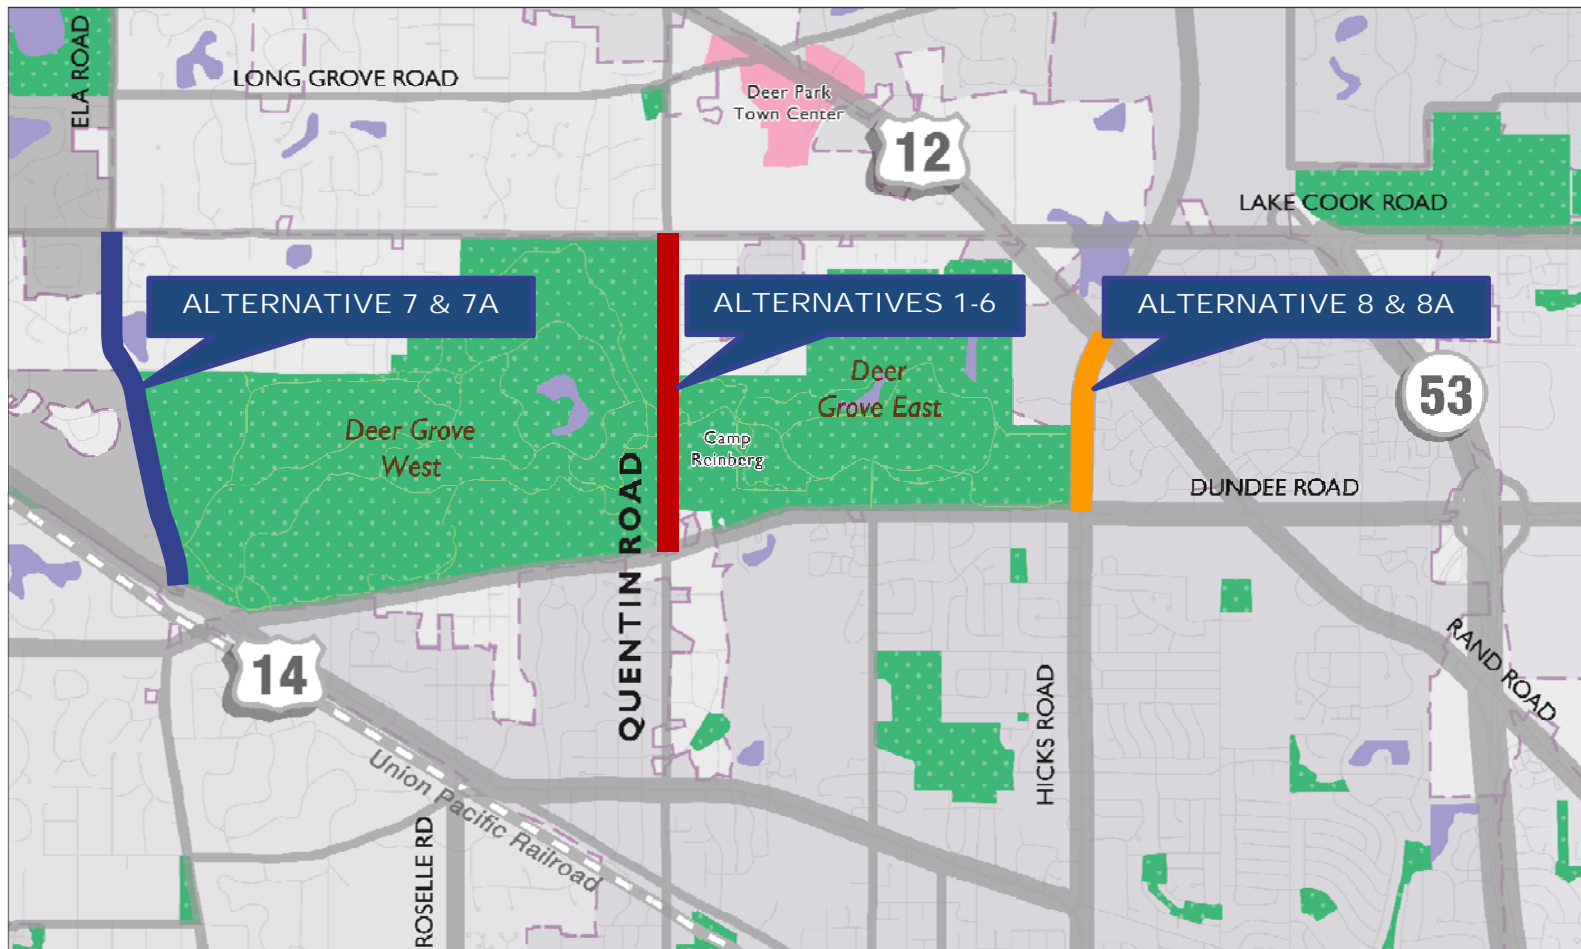 ELA ROAD
LONG GROVE ROAD
Deer Park
Town Center
12
LAKE COOK ROAD
ALTERNATIVE 7 & 7A
ALTERNATIVES 1-6
ALTERNATIVE 8 & 8A
Deer
Grove East
53
Deer Grove
West
Camp
Reinberg
DUNDEE ROAD
QUENTIN ROAD
14
HICKS ROAD
RAND ROAD
Union Pacific Railroad
ROSELLE RD